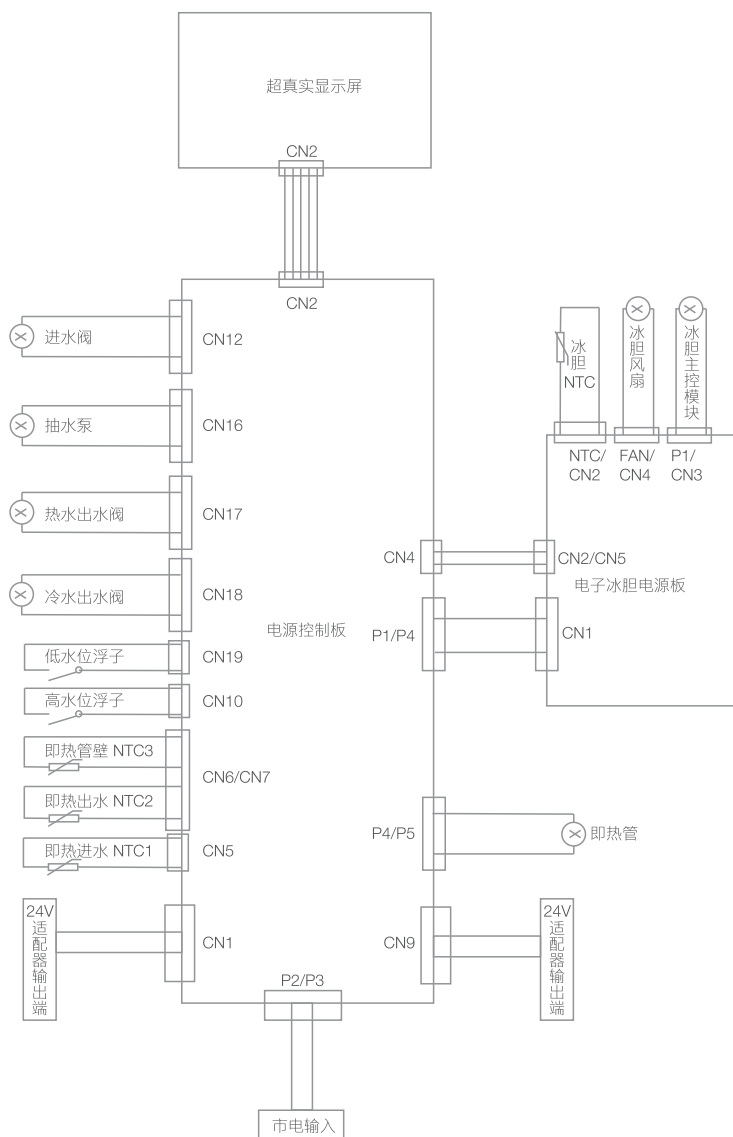 超真实显示屏
CN2
CN2
进水阀
CN12
抽水泵
CN16
热水出水阀
CN17
冷水出水阀
CN18
低水位浮子
CN19
高水位浮子
CN10
即热管壁 NTC3
CN6/CN7
即热出水 NTC2
即热进水 NTC1
CN5
24V
适配器输出端
CN1
电源控制板
P2/P3
市电输入
CN4
P1/P4
P4/P5
即热管
CN9
24V
适配器输出端
冰胆
NTC
冰胆风扇
冰胆主控模块
NTC/
CN2
FAN/
CN4
P1/
CN3
CN2/CN5
电子冰胆电源板
CN1